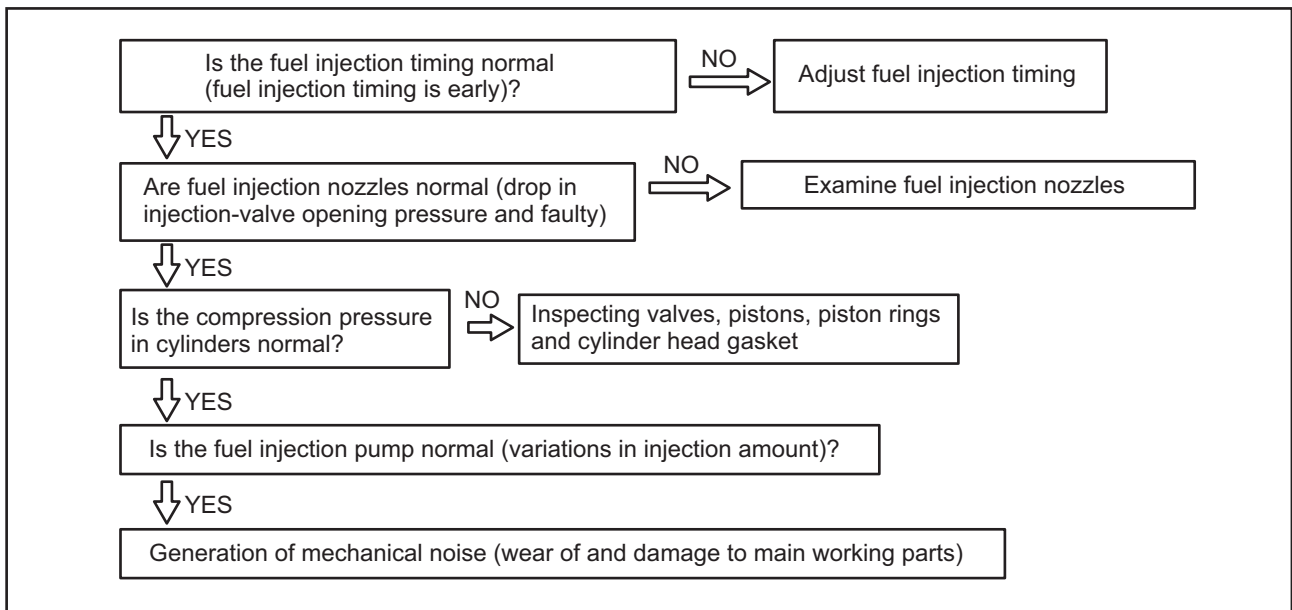 Is the fuel injection timing normal
(fuel injection timing is early)?
NO
Adjust fuel injection timing
YES
Are fuel injection nozzles normal (drop in
injection-valve opening pressure and faulty)
NO
Examine fuel injection nozzles
YES
Is the compression pressure
in cylinders normal?
NO
Inspecting valves, pistons, piston rings
and cylinder head gasket
YES
Is the fuel injection pump normal (variations in injection amount)?
YES
Generation of mechanical noise (wear of and damage to main working parts)